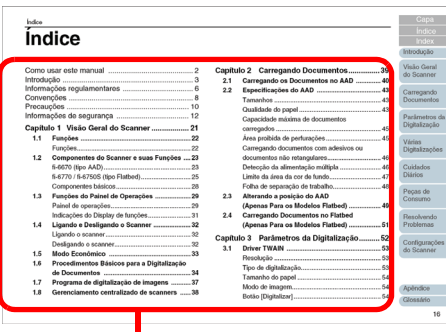 Índice
Índice
Como usar este manual ... 2
Introdução ... 3
Informações regulamentares ... 6
Convenções ... 8
Precauções ... 10
Informações de segurança ... 12
Capítulo 1 Visão Geral do Scanner ... 21
1.1 Funções ... 22
Funções ... 22
1.2 Componentes do Scanner e suas Funções ... 23
fi-6670 (tipo AAD) ... 23
fi-6770 / fi-6750S (tipo Flatbed) ... 25
Componentes básicos ... 28
1.3 Funções do Painel de Operações ... 29
Painel de operações ... 29
Indicações do Display de funções ... 31
1.4 Ligando e Desligando o Scanner ... 32
Ligando o scanner ... 32
Desligando o scanner ... 32
1.5 Modo Econômico ... 33
1.6 Procedimentos Básicos para a Digitalização
de Documentos ... 34
1.7 Programa de digitalização de imagens ... 37
1.8 Gerenciamento centralizado de scanners ... 38
Capítulo 2 Carregando Documentos ... 39
2.1 Carregando os Documentos no AAD ... 40
2.2 Especificações do AAD ... 43
Tamanhos ... 43
Qualidade do papel ... 43
Capacidade máxima de documentos
carregados ... 45
Área proibida de perfurações ... 45
Carregando documentos com adesivos ou
documentos não retangulares ... 46
Detecção da alimentação múltipla ... 46
Limite da área da cor de fundo ... 47
Folha de separação de trabalho ... 48
2.3 Alterando a posição do AAD
(Apenas Para os Modelos Flatbed) ... 49
2.4 Carregando Documentos no Flatbed
(Apenas Para os Modelos Flatbed) ... 51
Capítulo 3 Parâmetros da Digitalização ... 52
3.1 Driver TWAIN ... 53
Resolução ... 53
Tipo de digitalização ... 53
Tamanho do papel ... 54
Modo de imagem ... 54
Botão [Digitalizar] ... 54
Capa
Índice
Index
Introdução
Visão Geral
do Scanner
Carregando
Documentos
Parâmetros da
Digitalização
Várias
Digitalizações
Cuidados
Diários
Peças de
Consumo
Resolvendo
Problemas
Configurações
do Scanner
Apêndice
Glossário
16